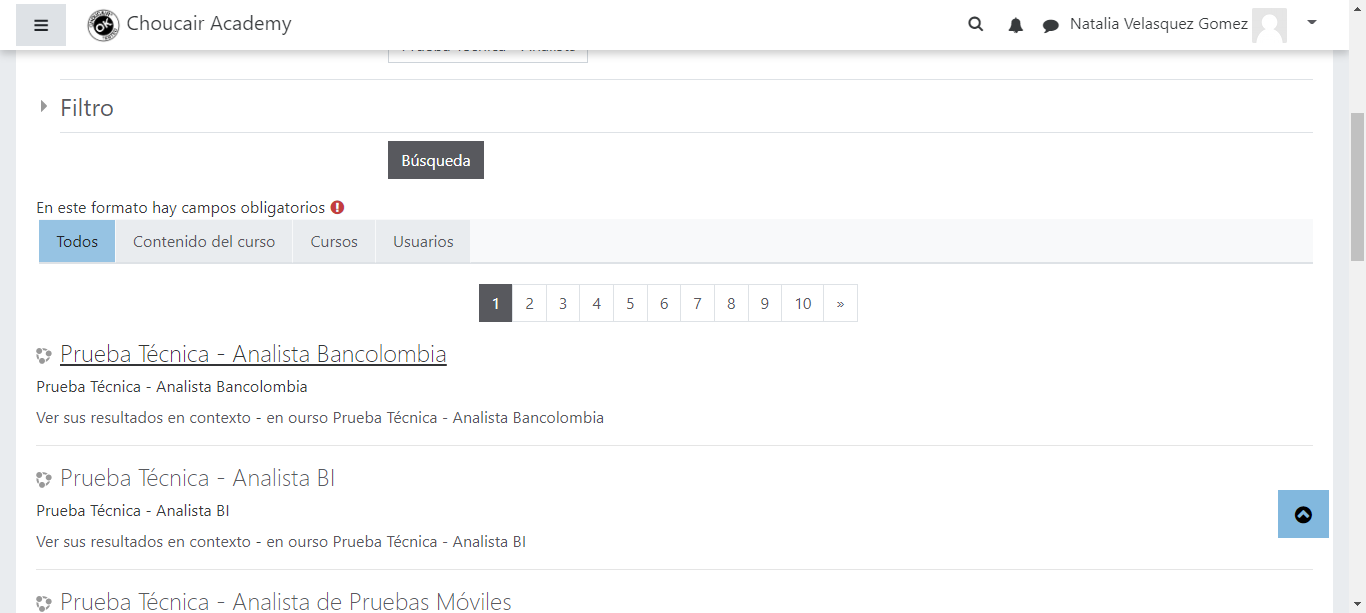 Choucair Academy
Natalia Velasquez Gomez
Prueba Técnica - Analista
Filtro
Búsqueda
En este formato hay campos obligatorios
Todos Contenido del curso Cursos Usuarios
1 2 3 4 5 6 7 8 9 10 »
Prueba Técnica - Analista Bancolombia
Prueba Técnica - Analista Bancolombia
Ver sus resultados en contexto - en ourso Prueba Técnica - Analista Bancolombia
Prueba Técnica - Analista BI
Prueba Técnica - Analista BI
Ver sus resultados en contexto - en ourso Prueba Técnica - Analista BI
Prueba Técnica - Analista de Pruebas Móviles